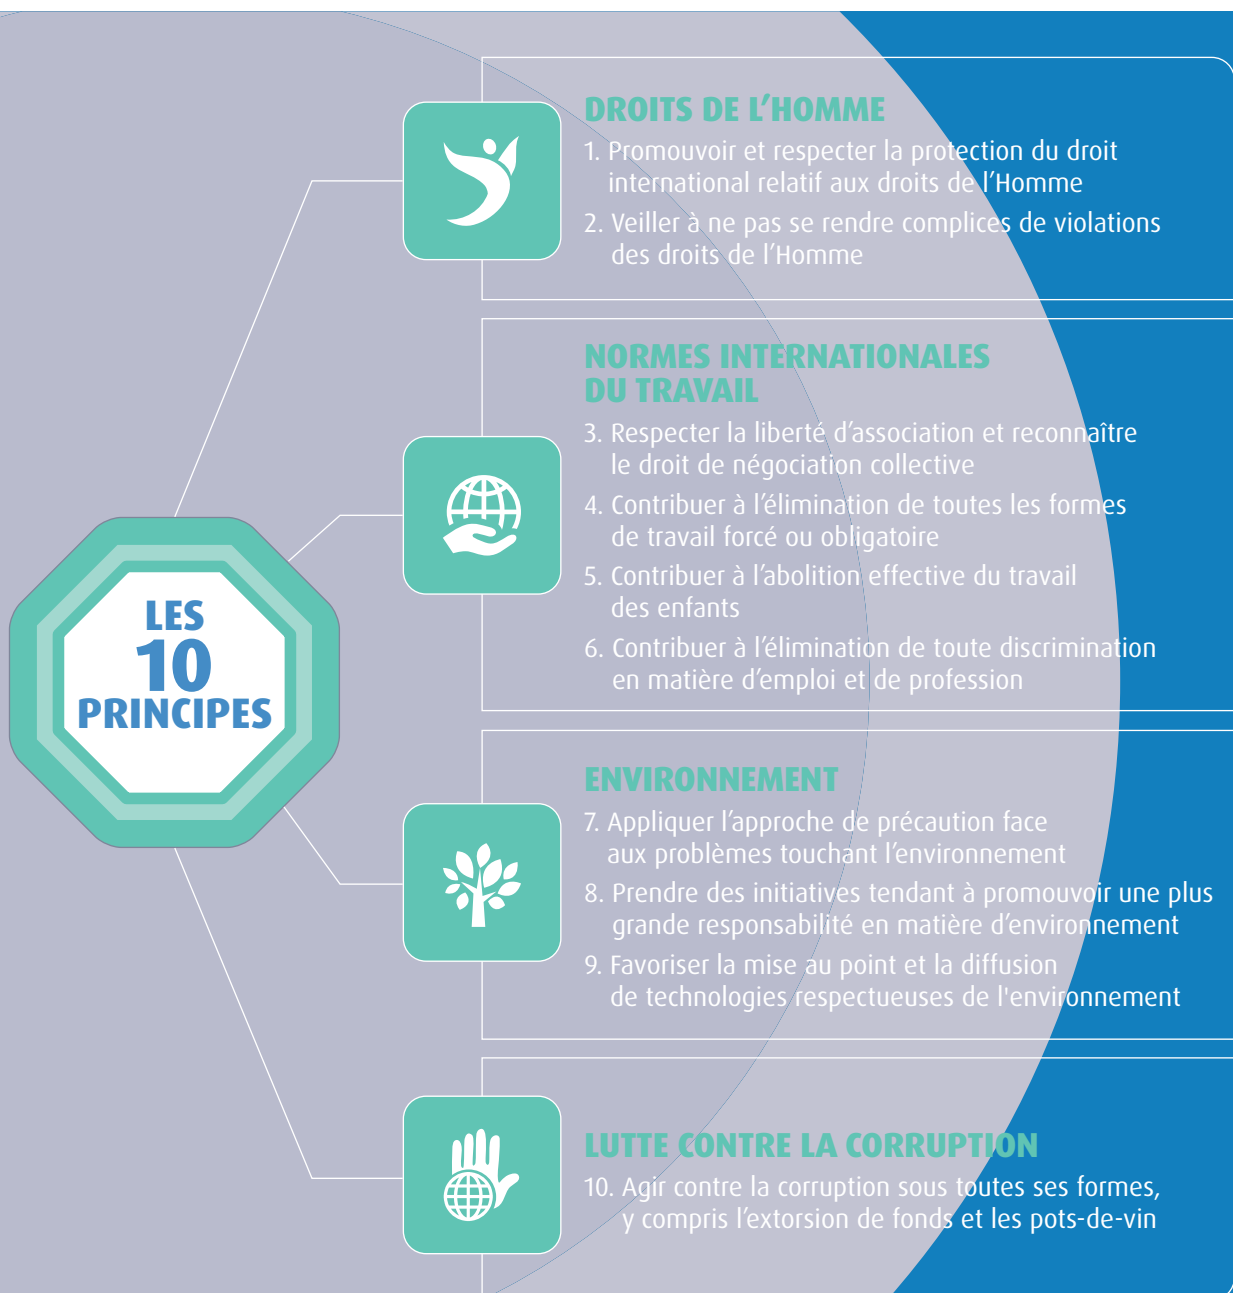 LES
10
PRINCIPES
DROITS DE L’HOMME
1. Promouvoir et respecter la protection du droit
international relatif aux droits de l’Homme
2. Veiller à ne pas se rendre complices de violations
des droits de l’Homme
NORMES INTERNATIONALES
DU TRAVAIL
3. Respecter la liberté d’association et reconnaître
le droit de négociation collective
4. Contribuer à l’élimination de toutes les formes
de travail forcé ou obligatoire
5. Contribuer à l’abolition effective du travail
des enfants
6. Contribuer à l’élimination de toute discrimination
en matière d’emploi et de profession
ENVIRONNEMENT
7. Appliquer l’approche de précaution face
aux problèmes touchant l’environnement
8. Prendre des initiatives tendant à promouvoir une plus
grande responsabilité en matière d’environnement
9. Favoriser la mise au point et la diffusion
de technologies respectueuses de l'environnement
LUTTE CONTRE LA CORRUPTION
10. Agir contre la corruption sous toutes ses formes,
y compris l’extorsion de fonds et les pots-de-vin